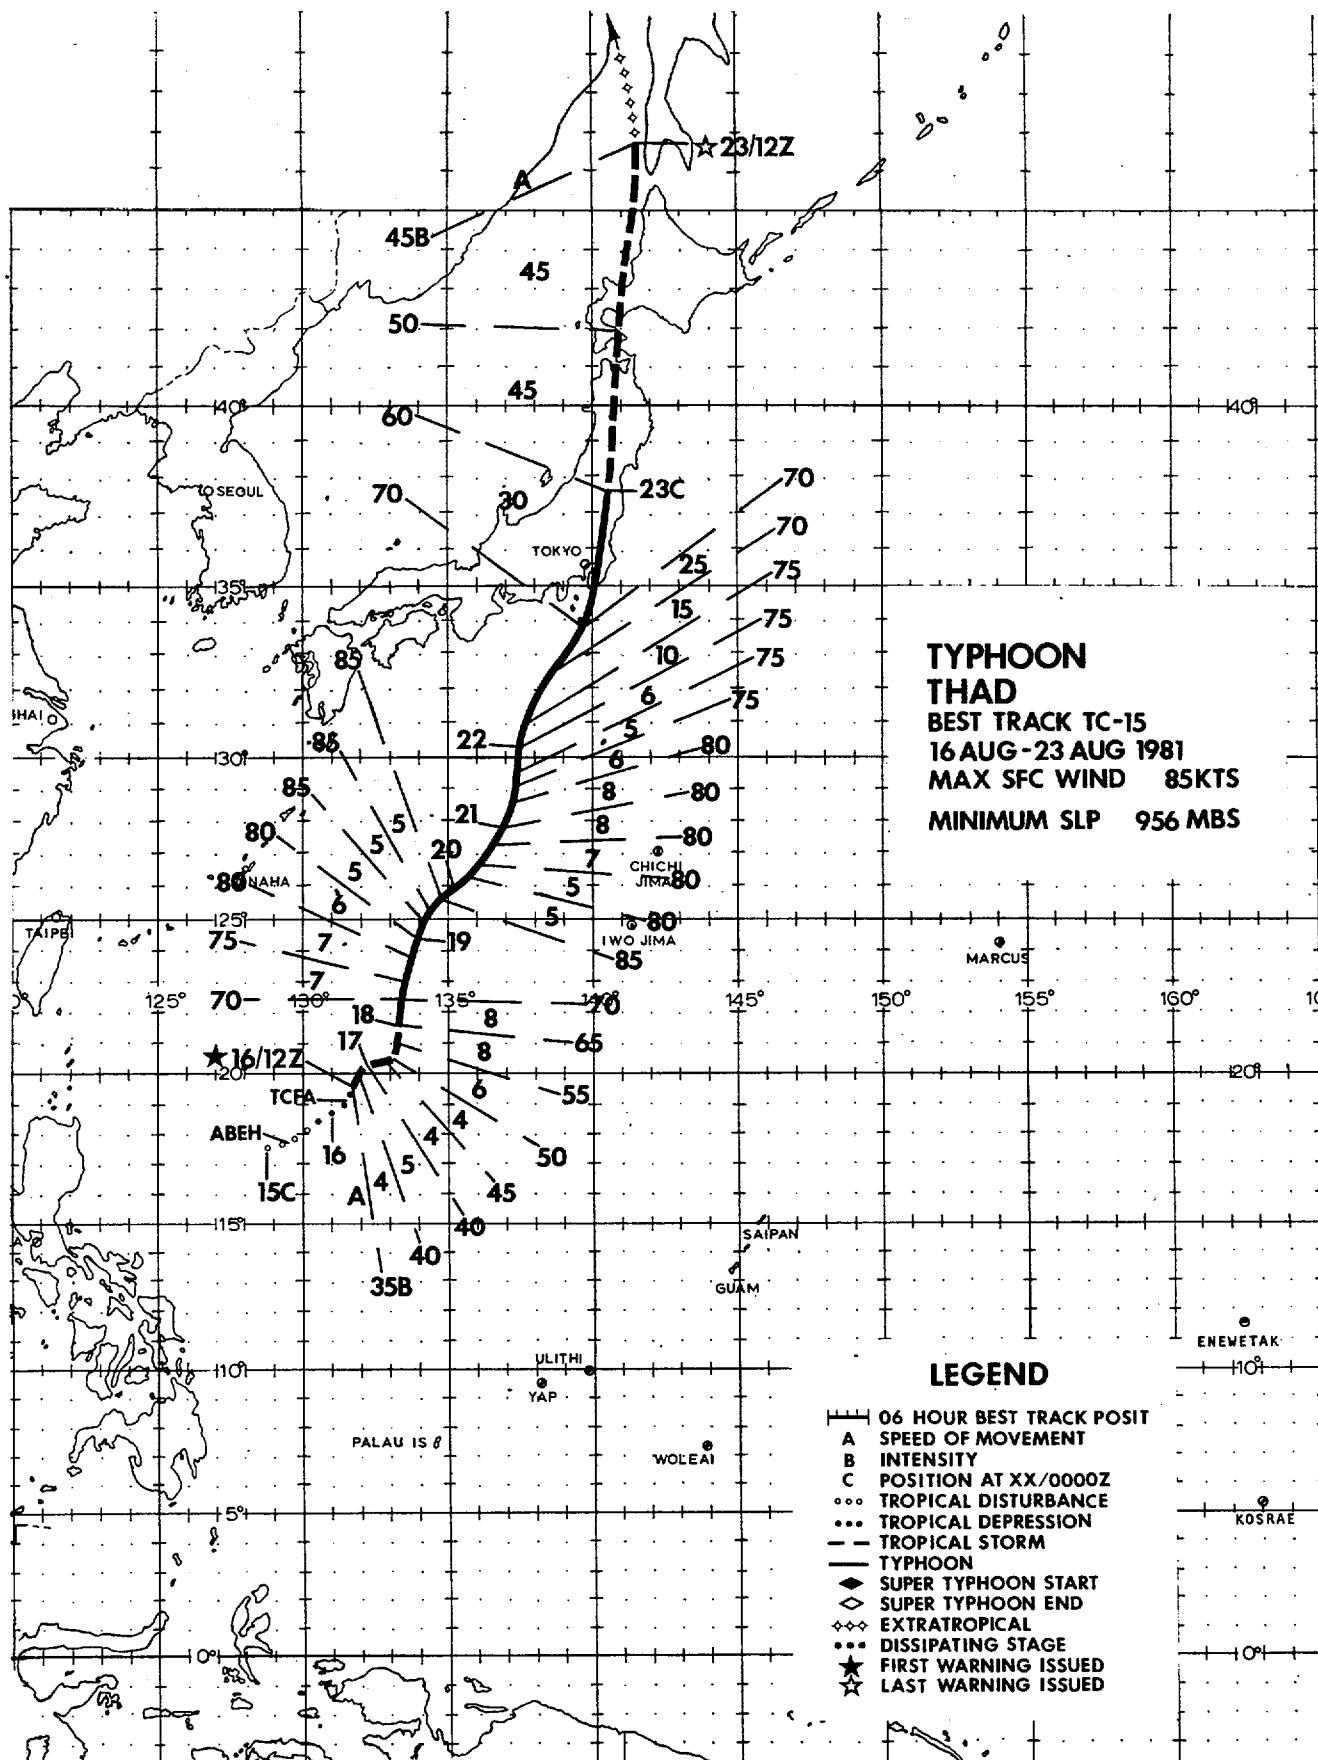 23/12Z
A
45B
45
50
45
40°
40°
60
SEOUL
70
30
23C
70
TOKYO
70
25
75
35°
15
75
10
75
85
6
75
5
22
80
85
6
30°
85
8
80
21
5
8
80
80
5
20
7
CHICHI
JIMA
80
80
NAHA
5
5
6
5
80
25°
TAIPEI
75
7
19
IWO JIMA
85
MARCUS
7
70
125°
130°
135°
140°
70
145°
150°
155°
160°
18
8
65
17
8
16/12Z
20°
20°
TCFA
6
55
ABEH
4
4
50
16
5
15C
4
A
45
15°
40
40
35B
SAIPAN
GUAM
TYPHOON
THAD
BEST TRACK TC-15
16 AUG-23 AUG 1981
MAX SFC WIND 85KTS
MINIMUM SLP 956 MBS
ENEWETAK
ULITHI
10°
10°
YAP
PALAU IS
WOLEAI
5°
KOSRAE
0°
0°
LEGEND
06 HOUR BEST TRACK POSIT
A SPEED OF MOVEMENT
B INTENSITY
C POSITION AT XX/0000Z
TROPICAL DISTURBANCE
TROPICAL DEPRESSION
TROPICAL STORM
TYPHOON
SUPER TYPHOON START
SUPER TYPHOON END
EXTRATROPICAL
DISSIPATING STAGE
FIRST WARNING ISSUED
LAST WARNING ISSUED